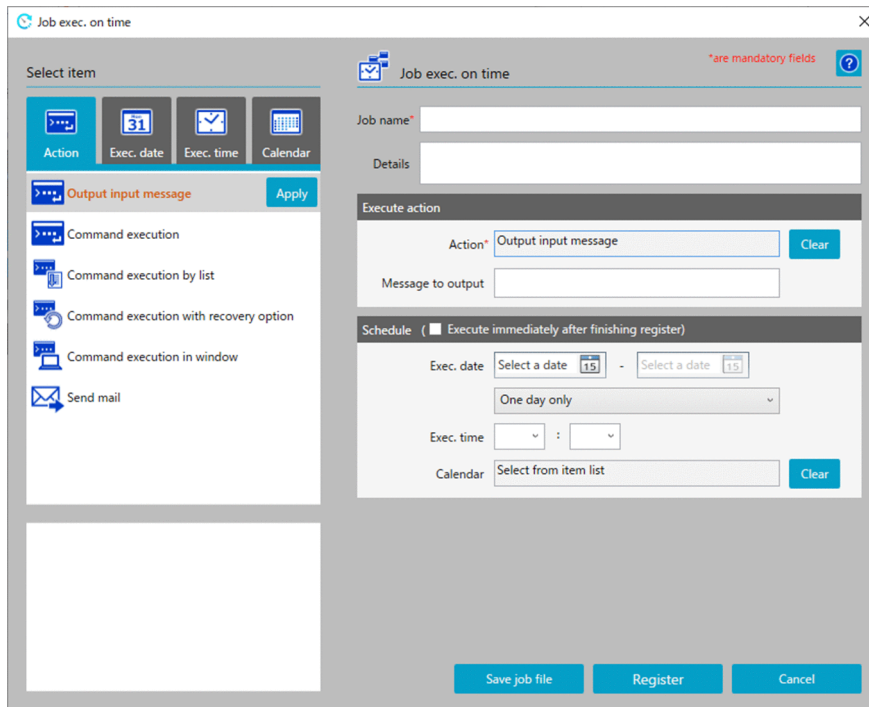 Job exec. on time
Select item
Action
31
Exec. date
Exec. time
Calendar
Output input message
Apply
Command execution
Command execution by list
Command execution with recovery option
Command execution in window
Send mail
Job exec. on time
*are mandatory fields
?
Job name*
Details
Execute action
Action* Output input message Clear
Message to output
Schedule ( Execute immediately after finishing register)
Exec. date Select a date 15 - Select a date 15
One day only
Exec. time :
Calendar Select from item list Clear
Save job file Register Cancel